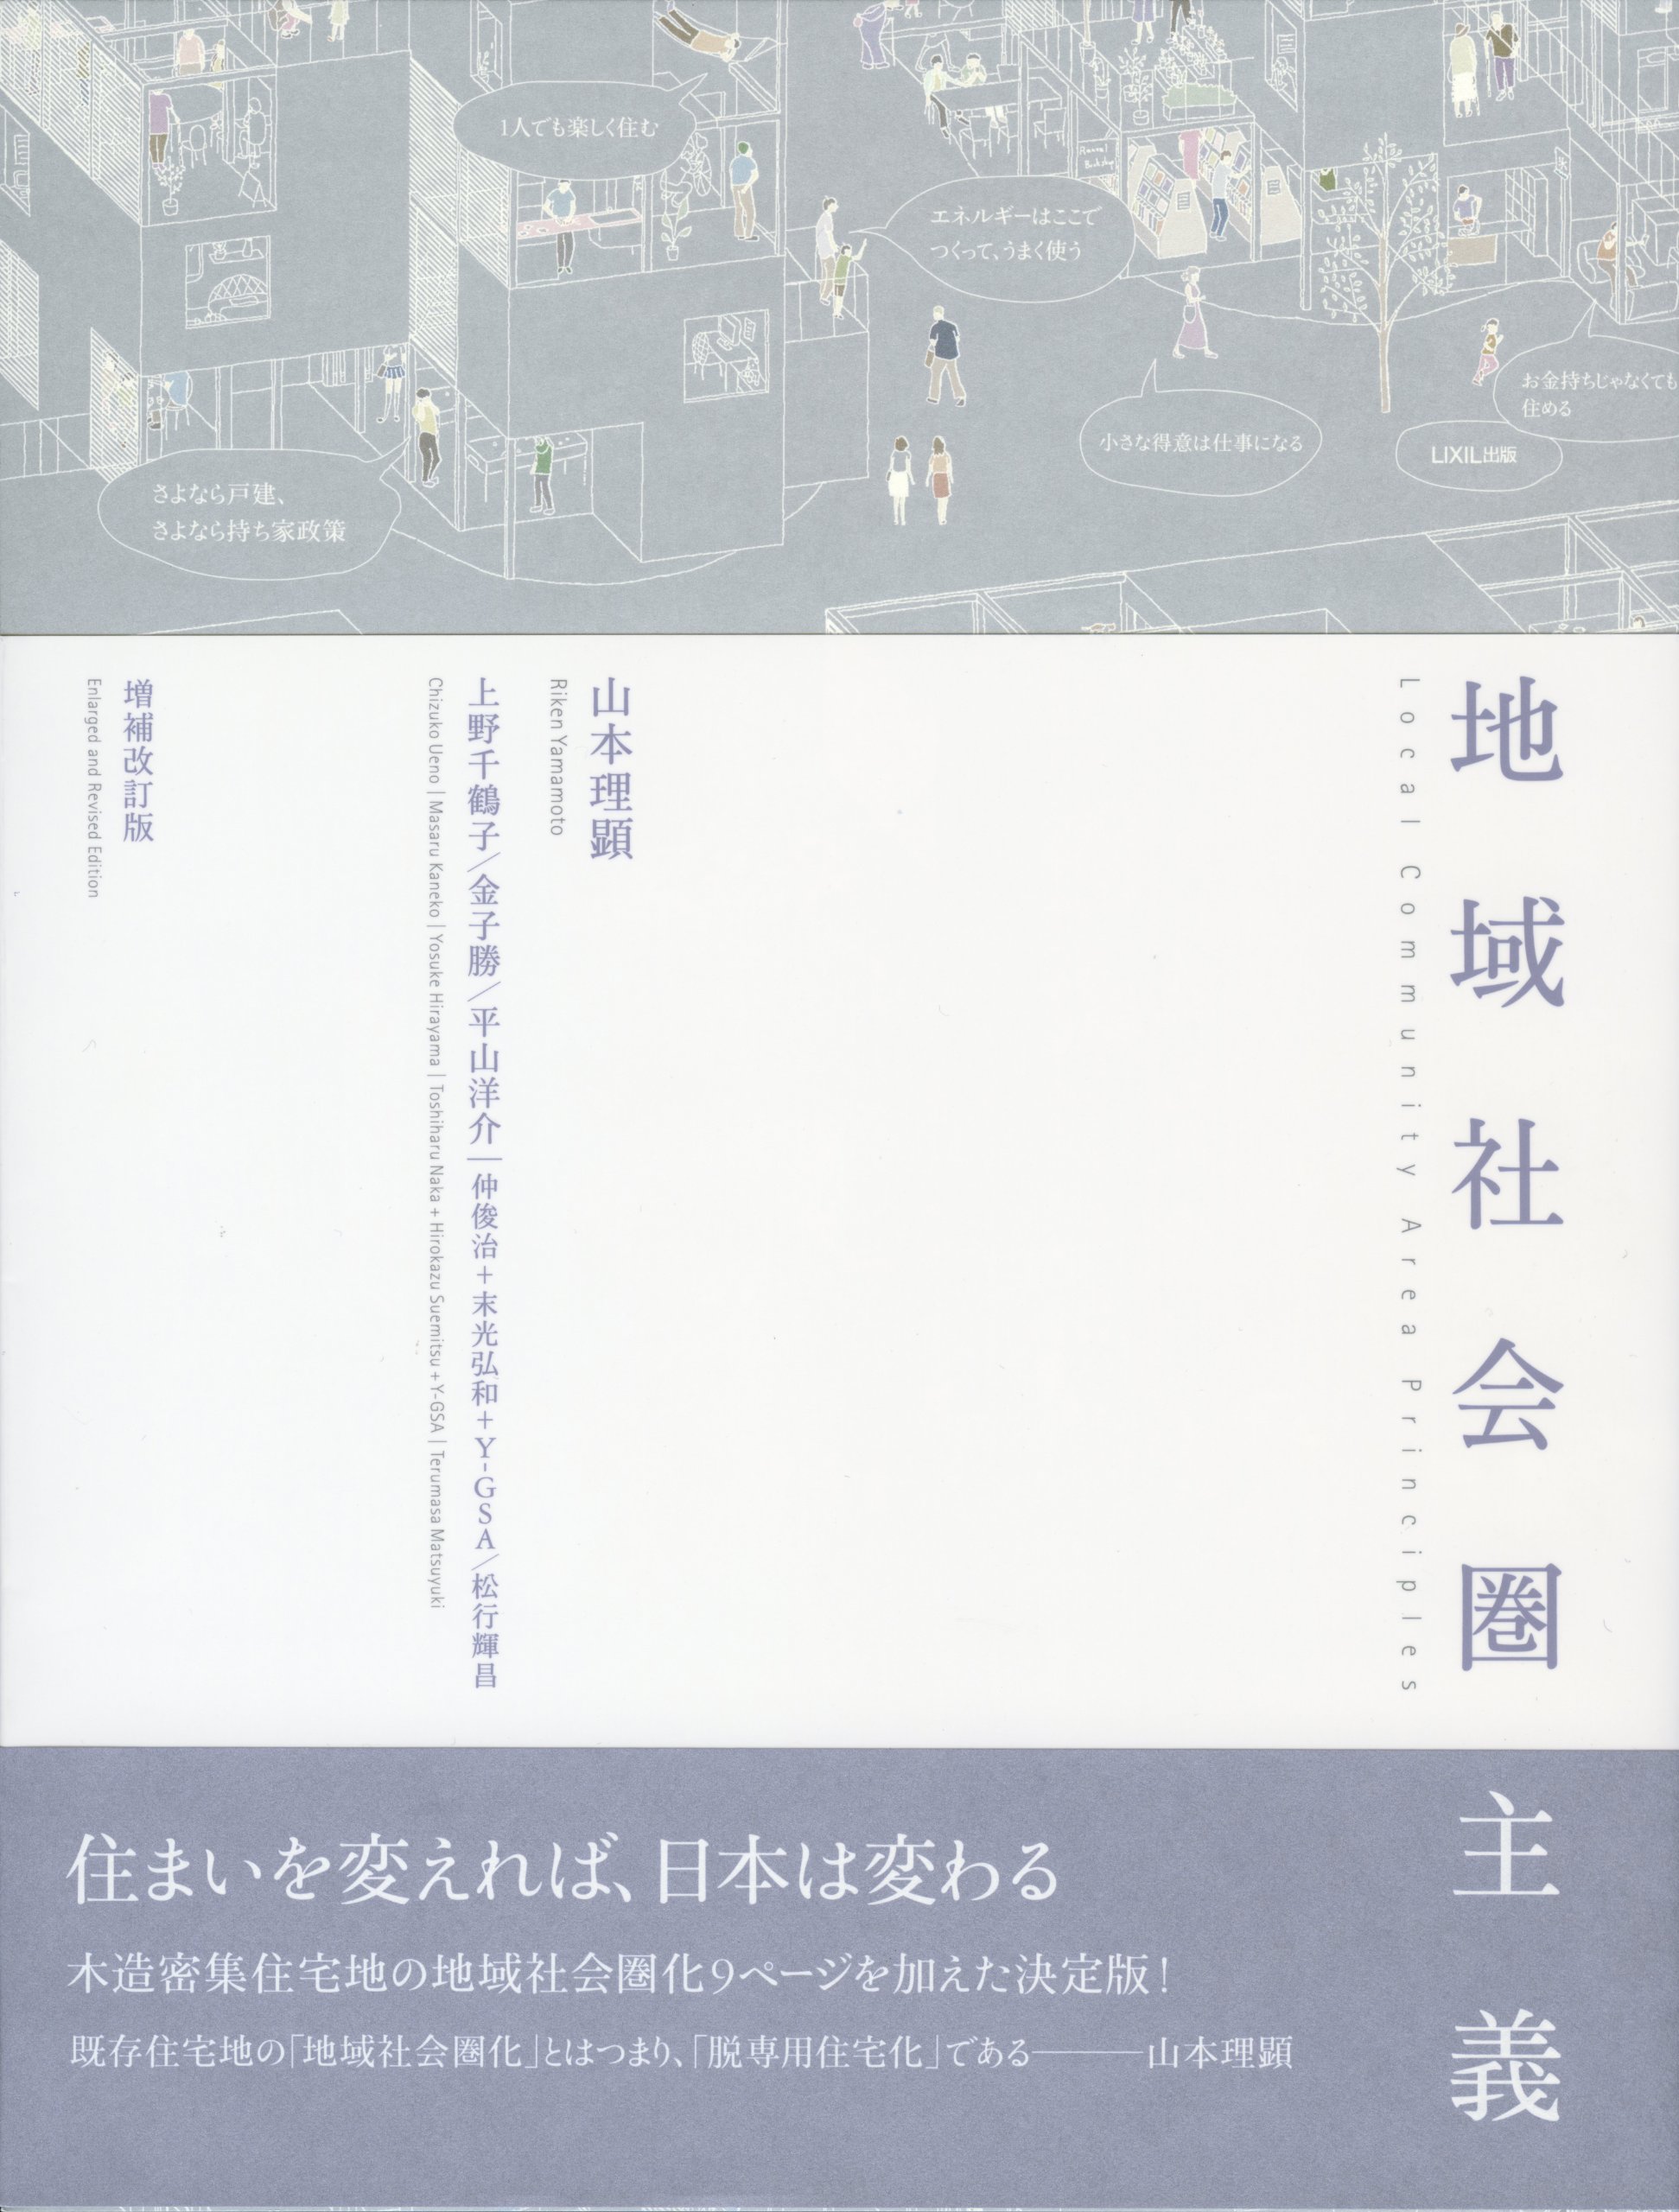 1人でも楽しく住む
エネルギーはここで
つくって、うまく使う
お金持ちじゃなくても
住める
小さな得意は仕事になる
LIXIL出版
さよなら戸建、
さよなら持ち家政策
地域社会圏主義
Local Community Area Principles
山本理顕
Riken Yamamoto
上野千鶴子/金子勝/平山洋介|仲俊治+末光弘和+Y-GSA/松行輝昌
Chizuko Ueno | Masaru Kaneko | Yosuke Hirayama | Toshiharu Naka + Hirokazu Suemitsu + Y-GSA | Terumasa Matsuyuki
増補改訂版
Enlarged and Revised Edition
住まいを変えれば、日本は変わる
木造密集住宅地の地域社会圏化9ページを加えた決定版!
既存住宅地の「地域社会圏化」とはつまり、「脱専用住宅化」である───山本理顕